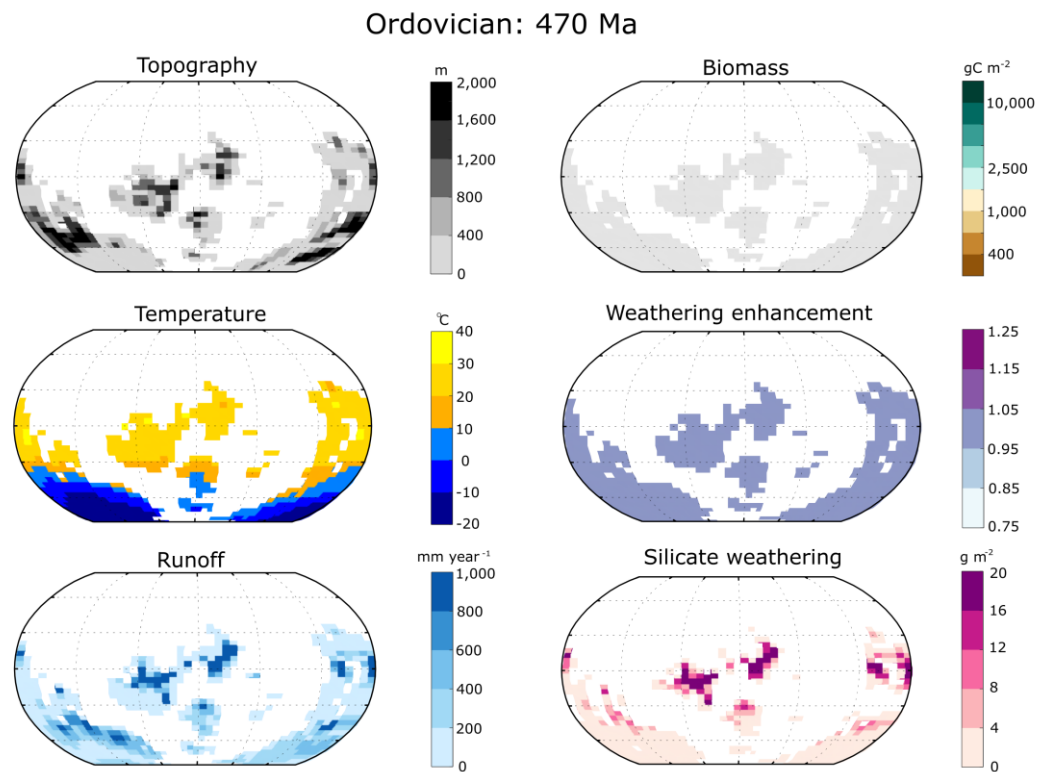 Ordovician: 470 Ma
Topography
m
2,000
1,600
1,200
800
400
0
Biomass
gC m⁻²
10,000
2,500
1,000
400
Temperature
°C
40
30
20
10
0
-10
-20
Weathering enhancement
1.25
1.15
1.05
0.95
0.85
0.75
Runoff
mm year⁻¹
1,000
800
600
400
200
0
Silicate weathering
g m⁻²
20
16
12
8
4
0